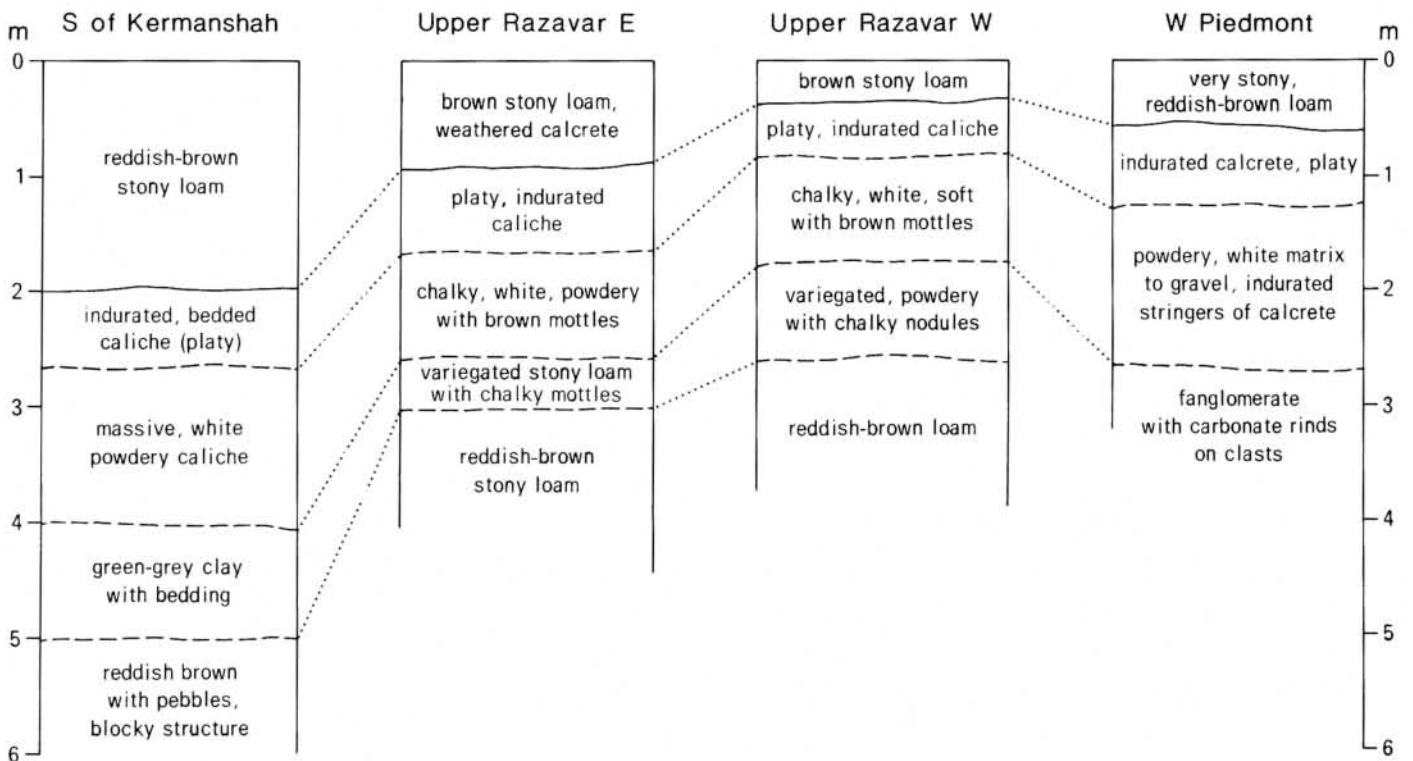 m
S of Kermanshah
Upper Razavar E
Upper Razavar W
W Piedmont
m
0
1
2
3
4
5
6
reddish-brown
stony loam
indurated, bedded
caliche (platy)
massive, white
powdery caliche
green-grey clay
with bedding
reddish brown
with pebbles,
blocky structure
brown stony loam,
weathered calcrete
platy, indurated
caliche
chalky, white, powdery
with brown mottles
variegated stony loam
with chalky mottles
reddish-brown
stony loam
brown stony loam
platy, indurated caliche
chalky, white, soft
with brown mottles
variegated, powdery
with chalky nodules
reddish-brown loam
very stony,
reddish-brown loam
indurated calcrete, platy
powdery, white matrix
to gravel, indurated
stringers of calcrete
fanglomerate
with carbonate rinds
on clasts
0
1
2
3
4
5
6